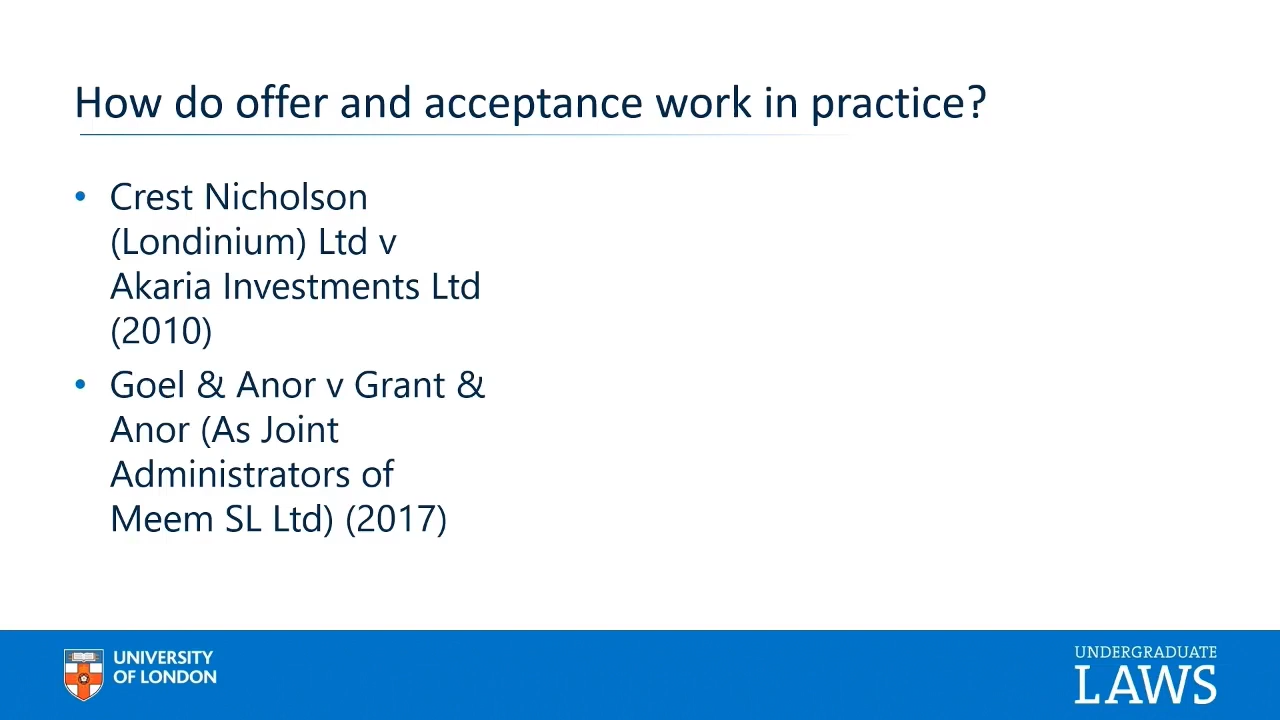 How do offer and acceptance work in practice?
• Crest Nicholson
(Londinium) Ltd v
Akaria Investments Ltd
(2010)
• Goel & Anor v Grant &
Anor (As Joint
Administrators of
Meem SL Ltd) (2017)
UNIVERSITY
OF LONDON
UNDERGRADUATE
LAWS